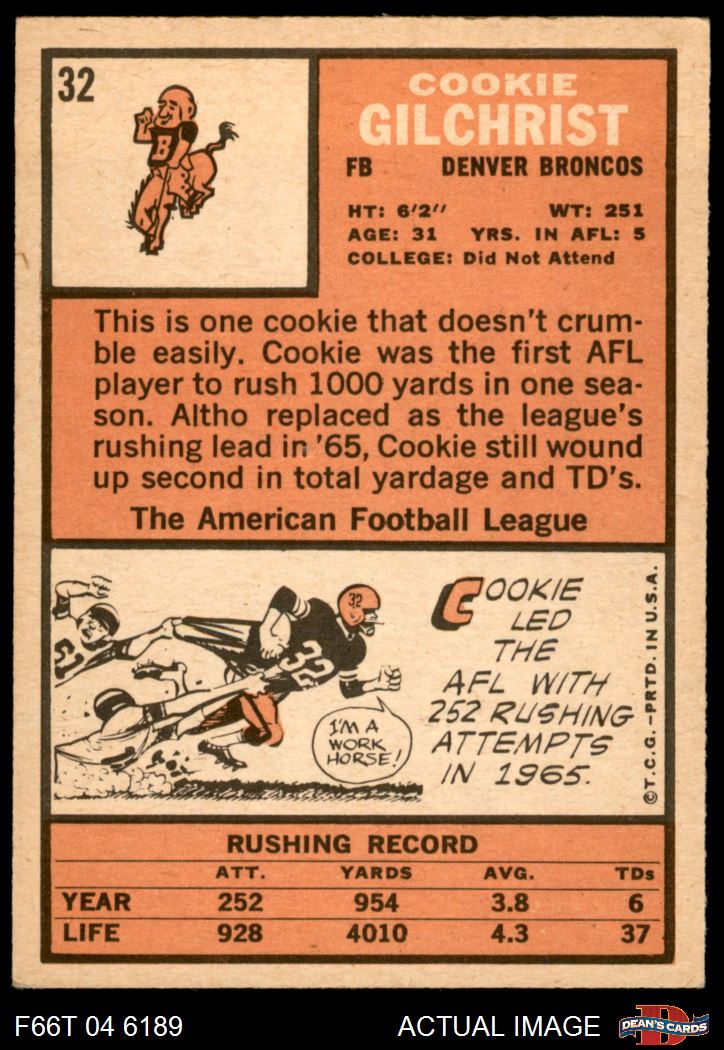 32
B
COOKIE
GILCHRIST
FB DENVER BRONCOS
HT: 6'2" WT: 251
AGE: 31 YRS. IN AFL: 5
COLLEGE: Did Not Attend
This is one cookie that doesn't crum-
ble easily. Cookie was the first AFL
player to rush 1000 yards in one sea-
son. Altho replaced as the league's
rushing lead in '65, Cookie still wound
up second in total yardage and TD's.
The American Football League
61
32
32
I'M A
WORK
HORSE!
COOKIE
LED
THE
AFL WITH
252 RUSHING
ATTEMPTS
IN 1965.
©T.C.G.-PRTD. IN U.S.A.
RUSHING RECORD
ATT. YARDS AVG. TDs
YEAR 252 954 3.8 6
LIFE 928 4010 4.3 37
F66T 04 6189 ACTUAL IMAGE
D
DEAN'S CARDS